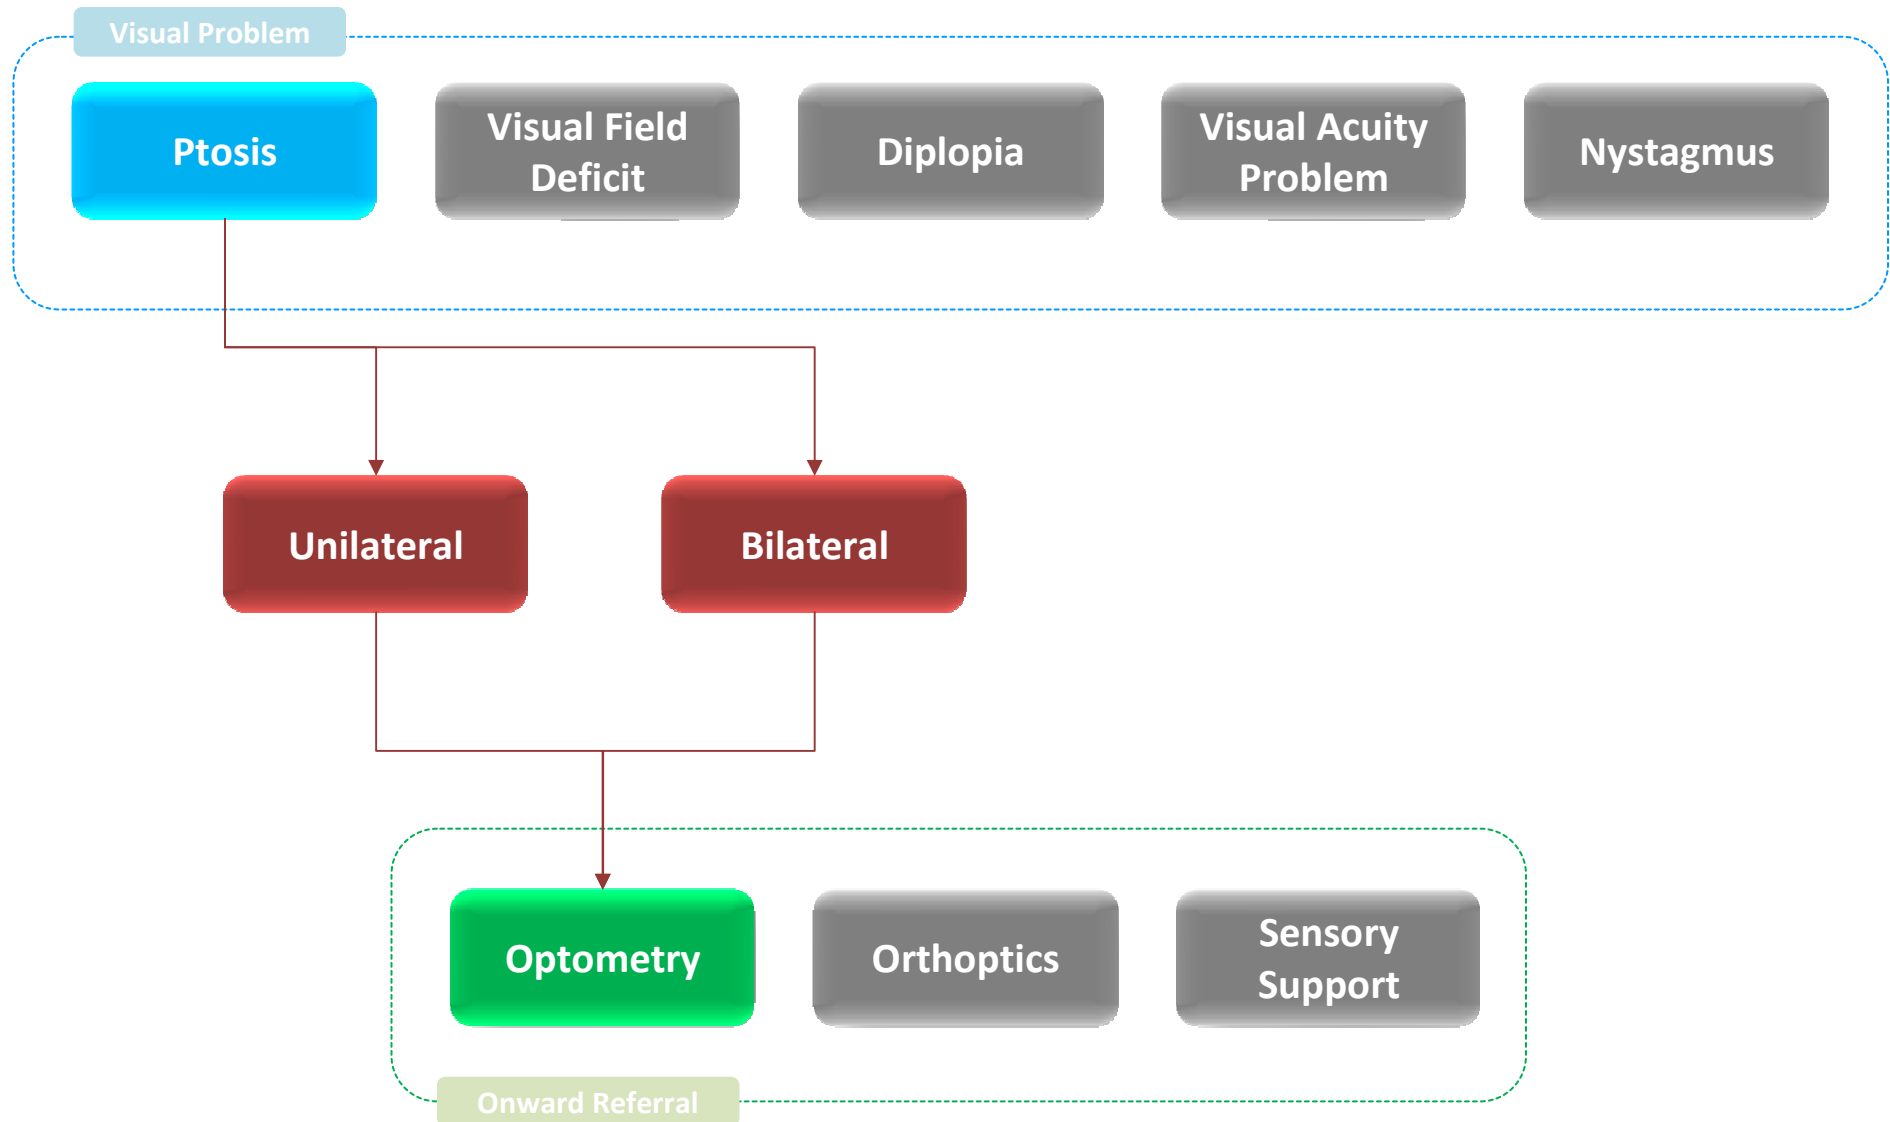 Visual Problem
Ptosis
Visual Field
Deficit
Diplopia
Visual Acuity
Problem
Nystagmus
Unilateral
Bilateral
Optometry
Orthoptics
Sensory
Support
Onward Referral